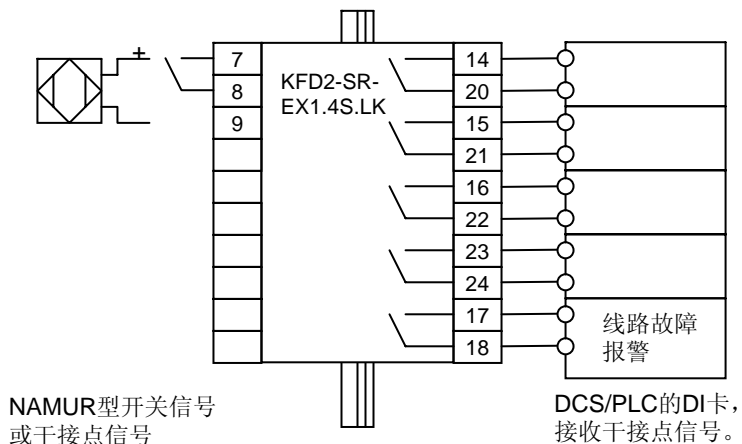 +
7
8
9
KFD2-SR-
EX1.4S.LK
14
20
15
21
16
22
23
24
17
18
线路故障
报警
NAMUR型开关信号
或干接点信号
DCS/PLC的DI卡，
接收干接点信号。